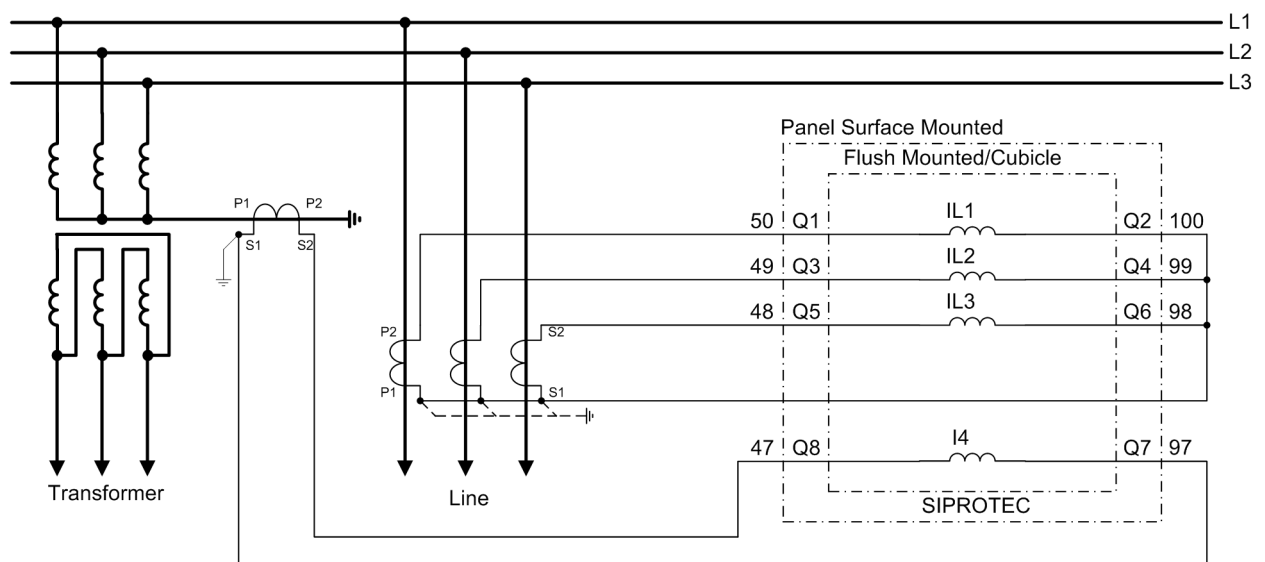 L1
L2
L3
Panel Surface Mounted
Flush Mounted/Cubicle
P1 P2
S1 S2
50 Q1 IL1 Q2 100
49 Q3 IL2 Q4 99
48 Q5 IL3 Q6 98
P2 S2
P1 S1
47 Q8 I4 Q7 97
Transformer
Line
SIPROTEC